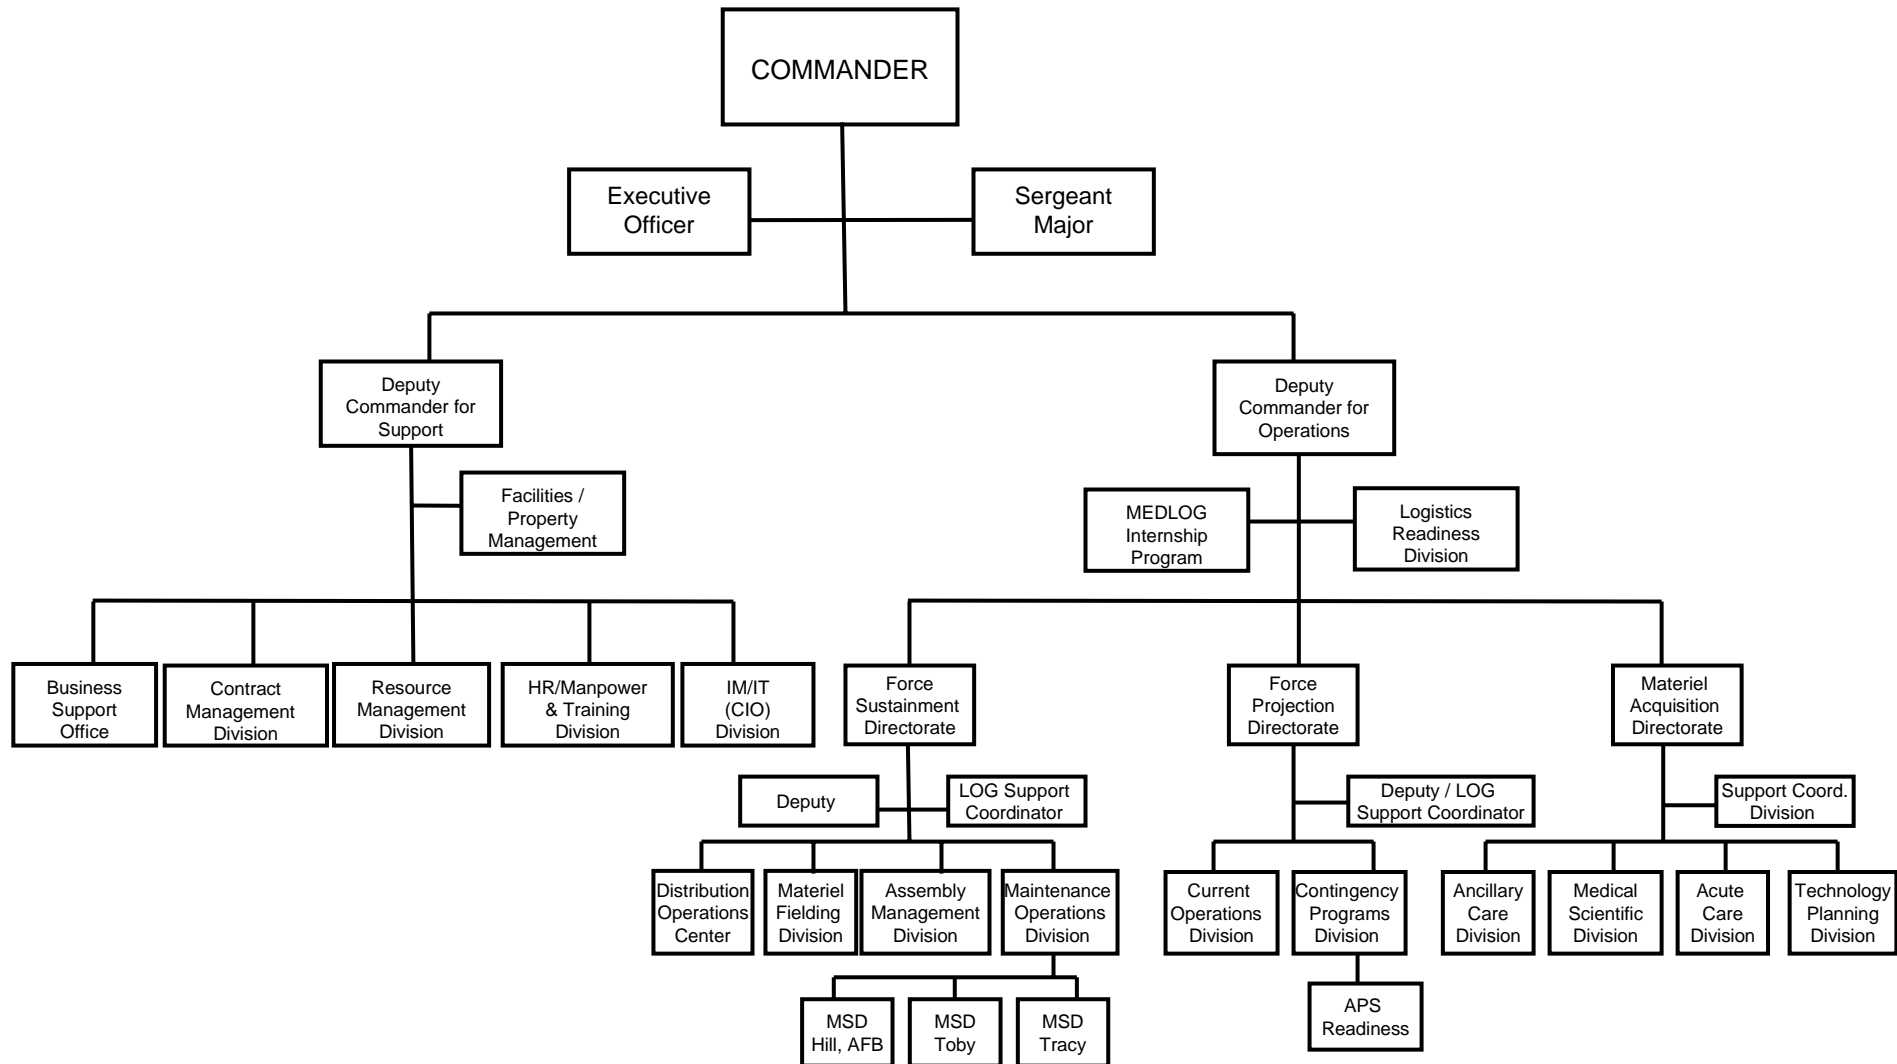 COMMANDER
Executive
Officer
Sergeant
Major
Deputy
Commander for
Support
Deputy
Commander for
Operations
Facilities /
Property
Management
MEDLOG
Internship
Program
Logistics
Readiness
Division
Business
Support
Office
Contract
Management
Division
Resource
Management
Division
HR/Manpower
& Training
Division
IM/IT
(CIO)
Division
Force
Sustainment
Directorate
Force
Projection
Directorate
Materiel
Acquisition
Directorate
Deputy
LOG Support
Coordinator
Deputy / LOG
Support Coordinator
Support Coord.
Division
Distribution
Operations
Center
Materiel
Fielding
Division
Assembly
Management
Division
Maintenance
Operations
Division
Current
Operations
Division
Contingency
Programs
Division
Ancillary
Care
Division
Medical
Scientific
Division
Acute
Care
Division
Technology
Planning
Division
MSD
Hill, AFB
MSD
Toby
MSD
Tracy
APS
Readiness